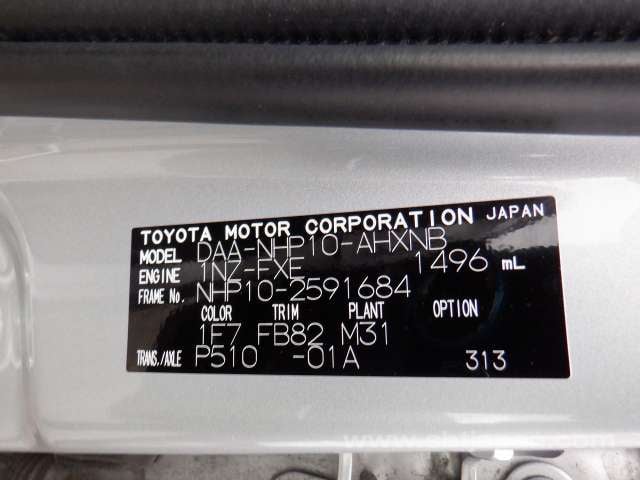 TOYOTA MOTOR CORPORATION JAPAN
MODEL DAA-NHP10-AHXNB
ENGINE 1NZ-FXE 1496 mL
FRAME No. NHP10-2591684
COLOR TRIM PLANT OPTION
1F7 FB82 M31
TRANS./AXLE P510 -01A 313